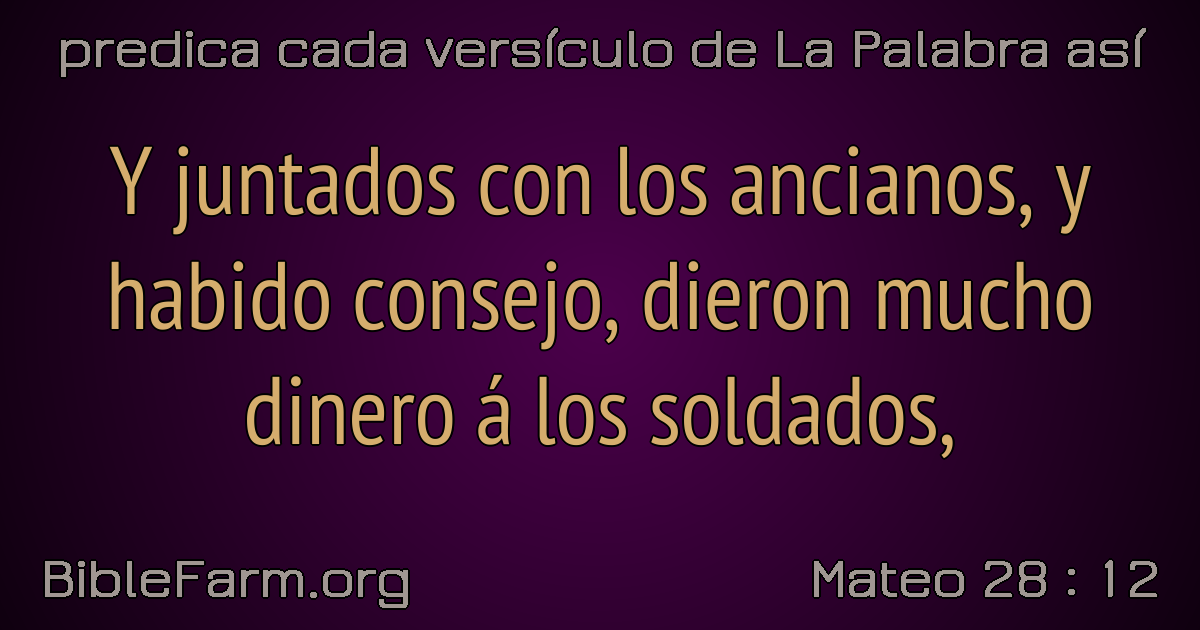 predica cada versículo de La Palabra así
Y juntados con los ancianos, y
habido consejo, dieron mucho
dinero á los soldados,
BibleFarm.org
Mateo 28 : 12